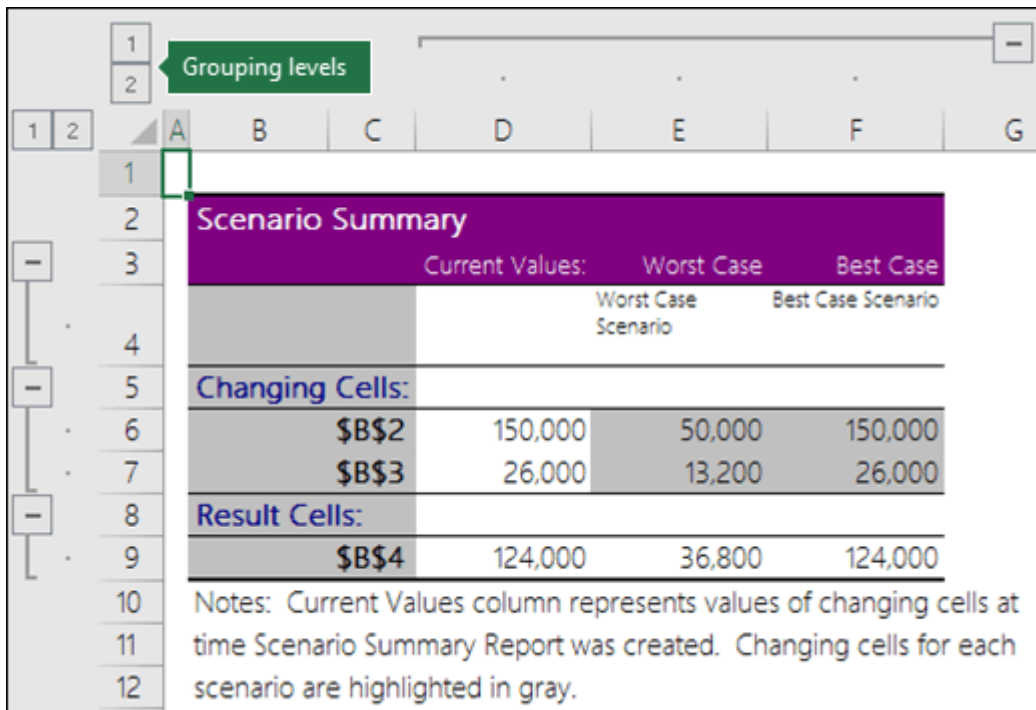 1
Grouping levels
2
1 2 A B C D E F G
1
2 Scenario Summary
3 Current Values: Worst Case Best Case
Worst Case Best Case Scenario
Scenario
4
5 Changing Cells:
6 $B$2 150,000 50,000 150,000
7 $B$3 26,000 13,200 26,000
8 Result Cells:
9 $B$4 124,000 36,800 124,000
10 Notes: Current Values column represents values of changing cells at
11 time Scenario Summary Report was created. Changing cells for each
12 scenario are highlighted in gray.